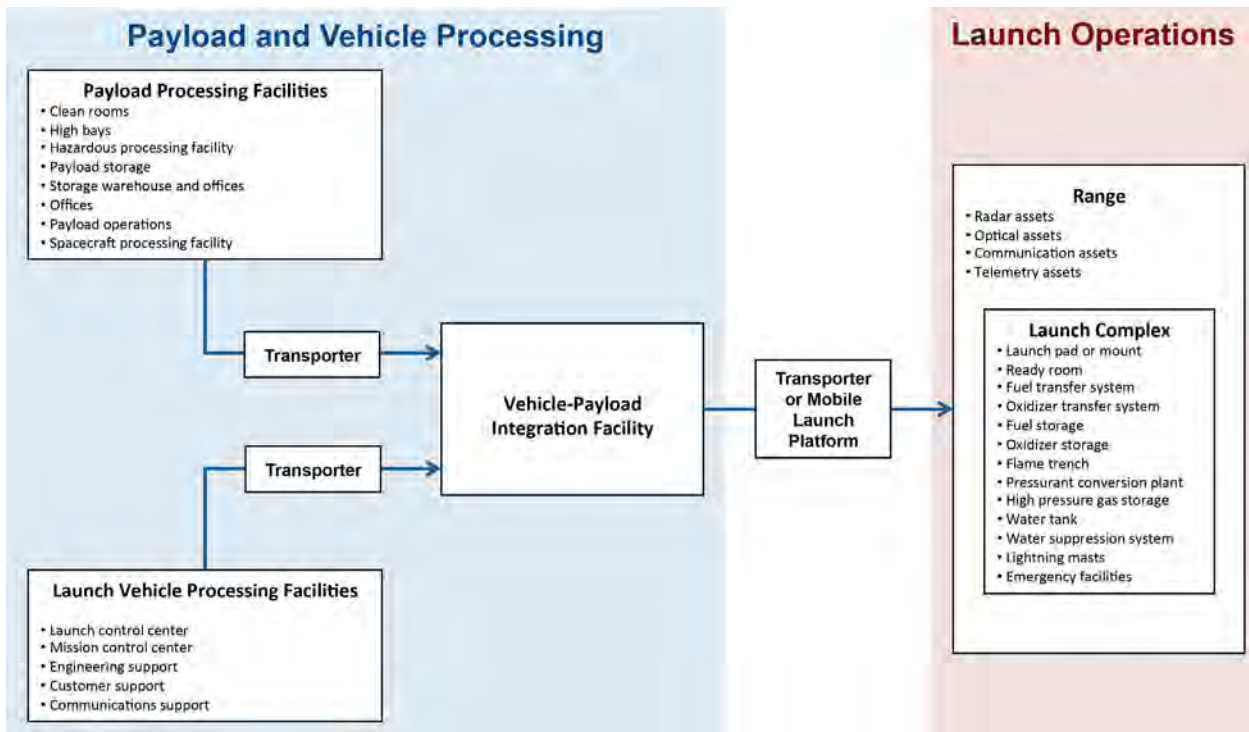 Payload and Vehicle Processing
Launch Operations
Payload Processing Facilities
• Clean rooms
• High bays
• Hazardous processing facility
• Payload storage
• Storage warehouse and offices
• Offices
• Payload operations
• Spacecraft processing facility
Transporter
Vehicle-Payload
Integration Facility
Transporter
Launch Vehicle Processing Facilities
• Launch control center
• Mission control center
• Engineering support
• Customer support
• Communications support
Transporter
or Mobile
Launch
Platform
Range
• Radar assets
• Optical assets
• Communication assets
• Telemetry assets
Launch Complex
• Launch pad or mount
• Ready room
• Fuel transfer system
• Oxidizer transfer system
• Fuel storage
• Oxidizer storage
• Flame trench
• Pressurant conversion plant
• High pressure gas storage
• Water tank
• Water suppression system
• Lightning masts
• Emergency facilities